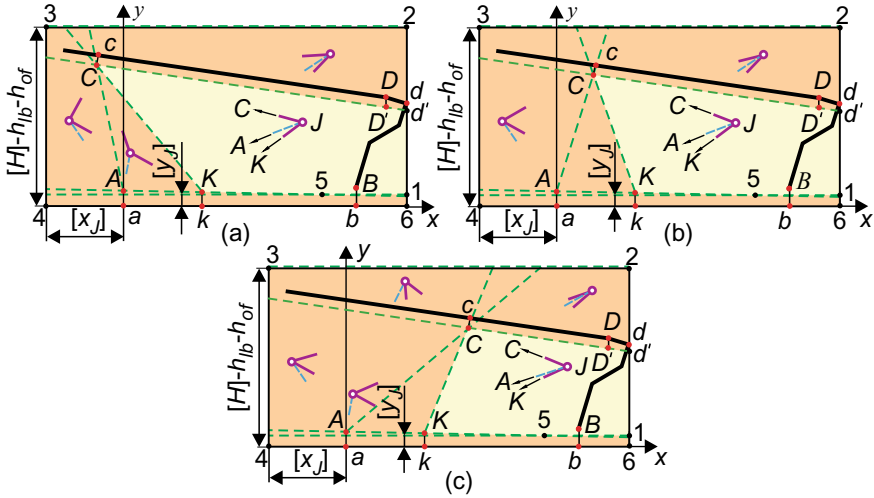 3 y 2 3 y 2
c D d c D d
C D' d' C D' d'
[H]-h_lb-h_of C J [H]-h_lb-h_of C J
A K A K
[y_J] [y_J]
A K 5 B 1 A K 5 B 1
4 a k b 6 x 4 a k b 6 x
[x_J] (a) [x_J] (b)
3 y 2
c D d
C D' d'
[H]-h_lb-h_of C J
A K
[y_J]
A K 5 B 1
4 a k b 6 x
[x_J] (c)